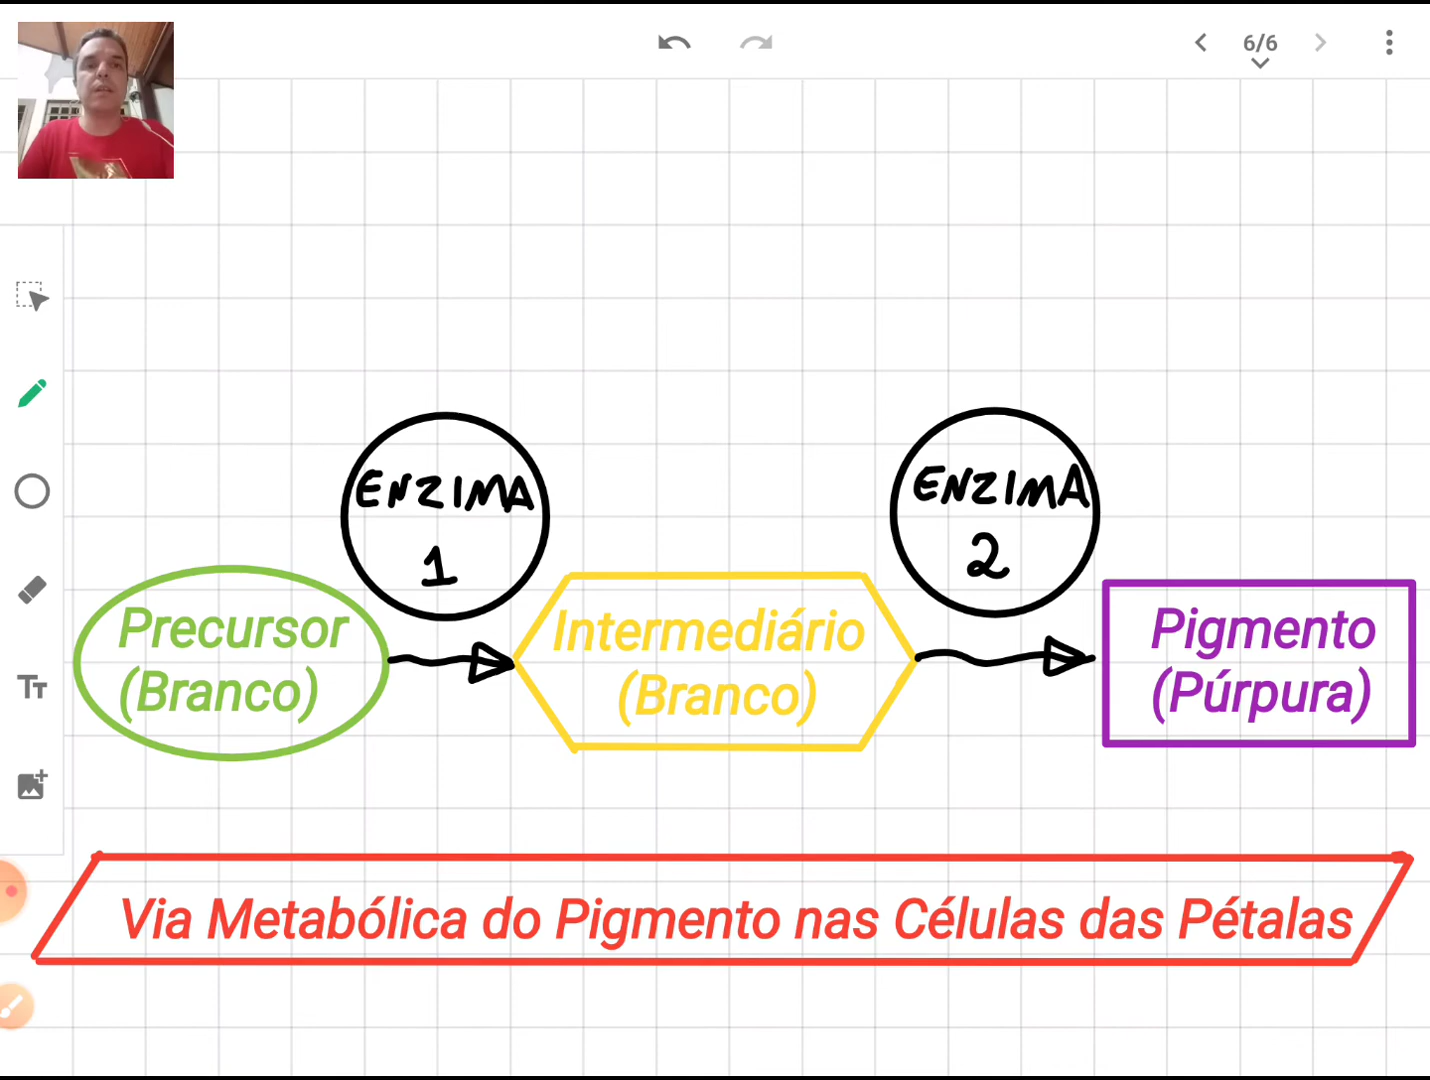 6/6
ENZIMA
1
ENZIMA
2
Precursor
(Branco)
Intermediário
(Branco)
Pigmento
(Púrpura)
Via Metabólica do Pigmento nas Células das Pétalas
TT